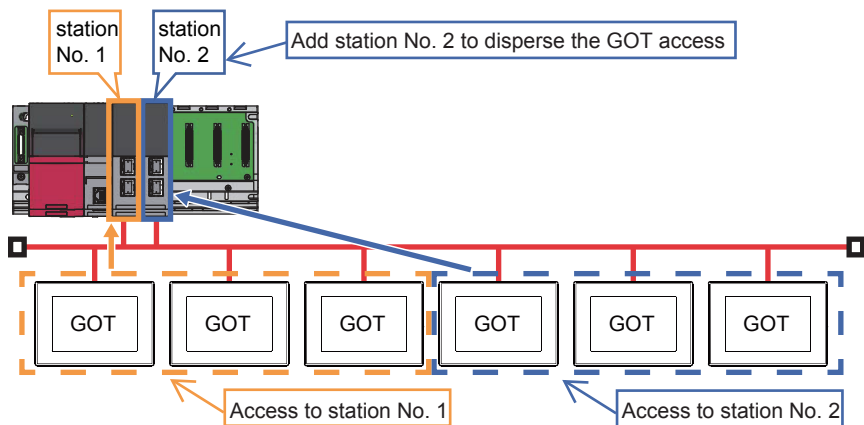 station
No. 1
station
No. 2
Add station No. 2 to disperse the GOT access
GOT
GOT
GOT
GOT
GOT
GOT
Access to station No. 1
Access to station No. 2